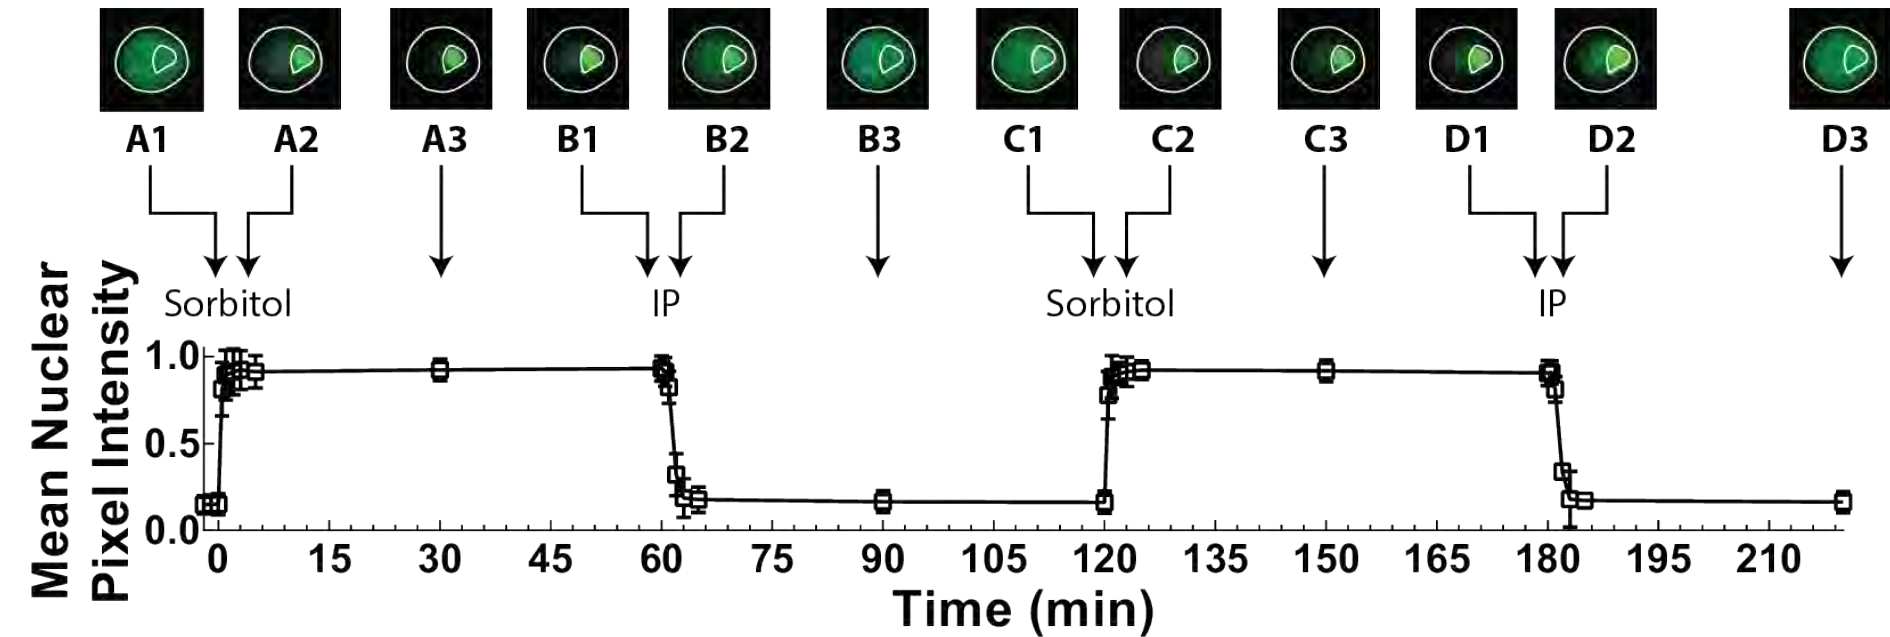 A1 A2 A3 B1 B2 B3 C1 C2 C3 D1 D2 D3
Sorbitol IP Sorbitol IP
Mean Nuclear
Pixel Intensity
1.0
0.5
0.0
0 15 30 45 60 75 90 105 120 135 150 165 180 195 210
Time (min)